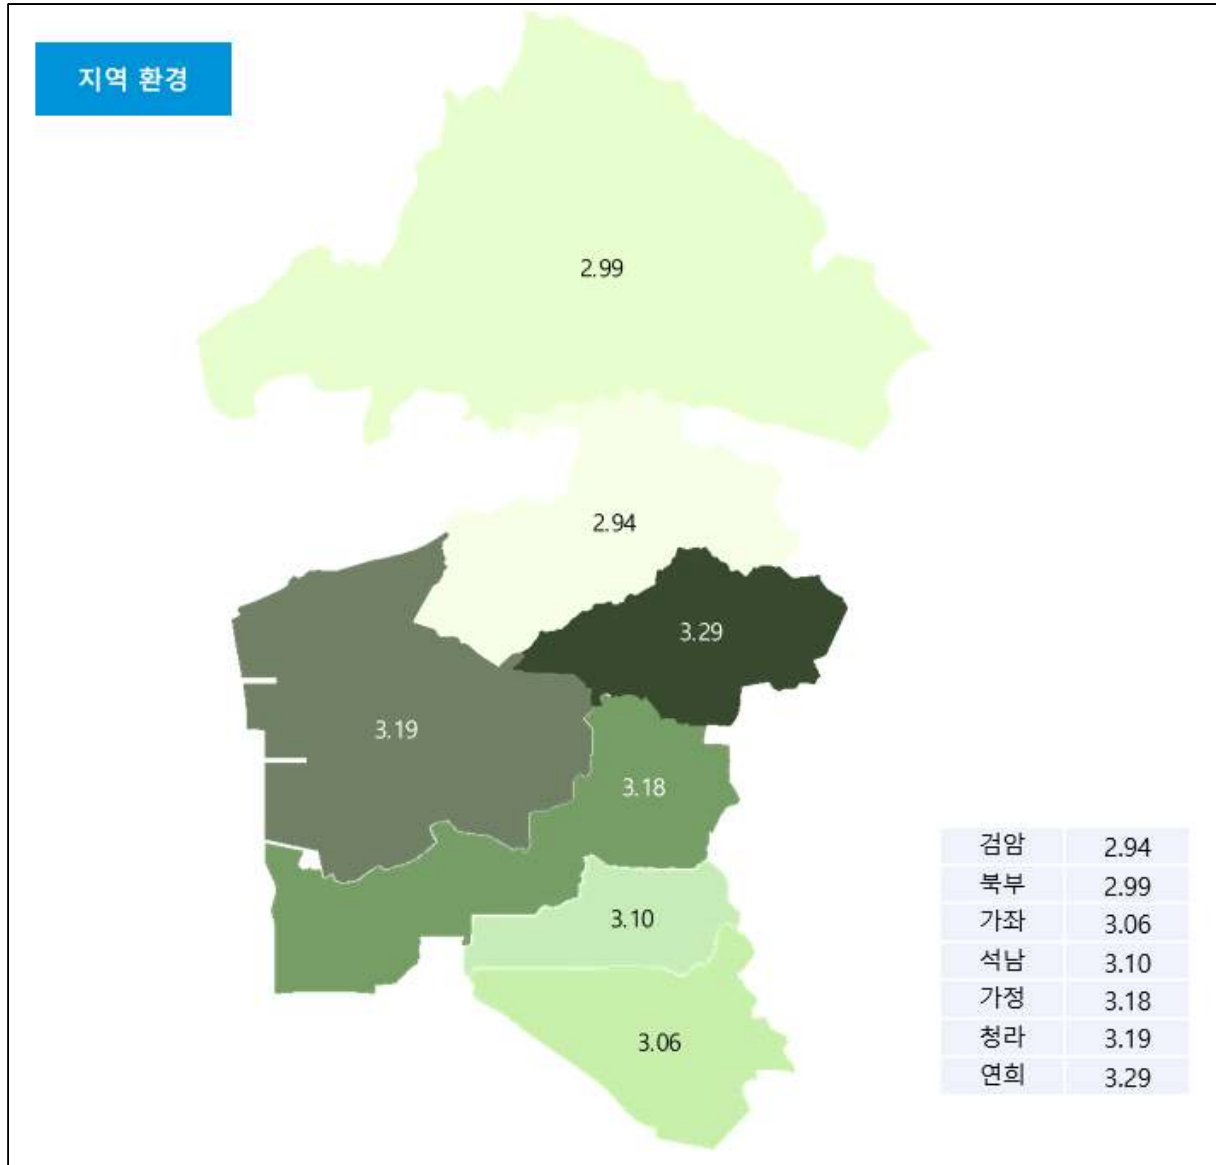 지역 환경
2.99
2.94
3.29
3.19
3.18
3.10
3.06
검암 2.94
북부 2.99
가좌 3.06
석남 3.10
가정 3.18
청라 3.19
연희 3.29